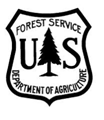 FOREST SERVICE
U S
DEPARTMENT OF AGRICULTURE